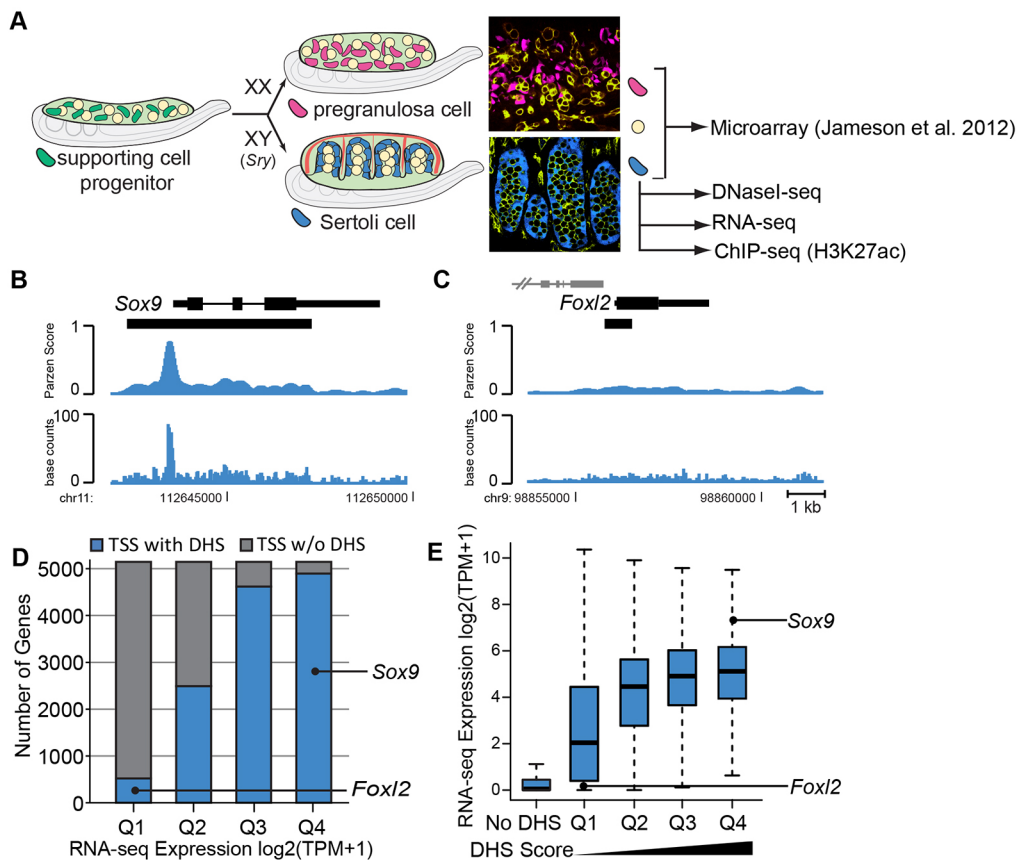 A
XX
XY
(Sry)
supporting cell
progenitor
pregranulosa cell
Sertoli cell
Microarray (Jameson et al. 2012)
DNaseI-seq
RNA-seq
ChIP-seq (H3K27ac)
B
Sox9
Parzen Score
1
0
base counts
100
0
chr11:
112645000
112650000
C
Foxl2
Parzen Score
1
0
base counts
100
0
chr9: 98855000
98860000
1 kb
D
TSS with DHS
TSS w/o DHS
Number of Genes
5000
4000
3000
2000
1000
0
Sox9
Foxl2
Q1 Q2 Q3 Q4
RNA-seq Expression log2(TPM+1)
E
RNA-seq Expression log2(TPM+1)
10
8
6
4
2
0
Sox9
Foxl2
No DHS Q1 Q2 Q3 Q4
DHS Score